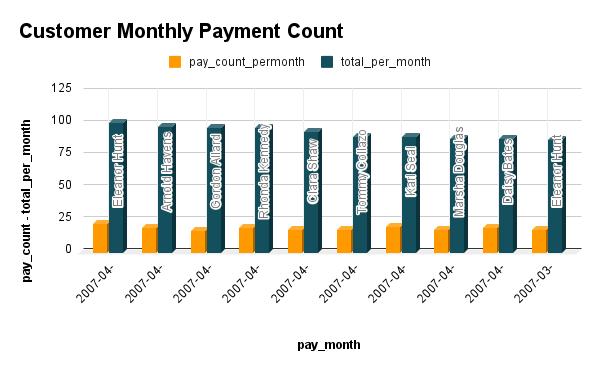 Customer Monthly Payment Count
pay_count_permonth
total_per_month
pay_count - total_per_month
125
100
75
50
25
0
Eleanor Hunt
Arnold Havens
Gordon Allard
Rhonda Kennedy
Clara Shaw
Tommy Collazo
Karl Seal
Marsha Douglas
Daisy Bates
Eleanor Hunt
2007-04-
2007-04-
2007-04-
2007-04-
2007-04-
2007-04-
2007-04-
2007-04-
2007-04-
2007-03-
pay_month